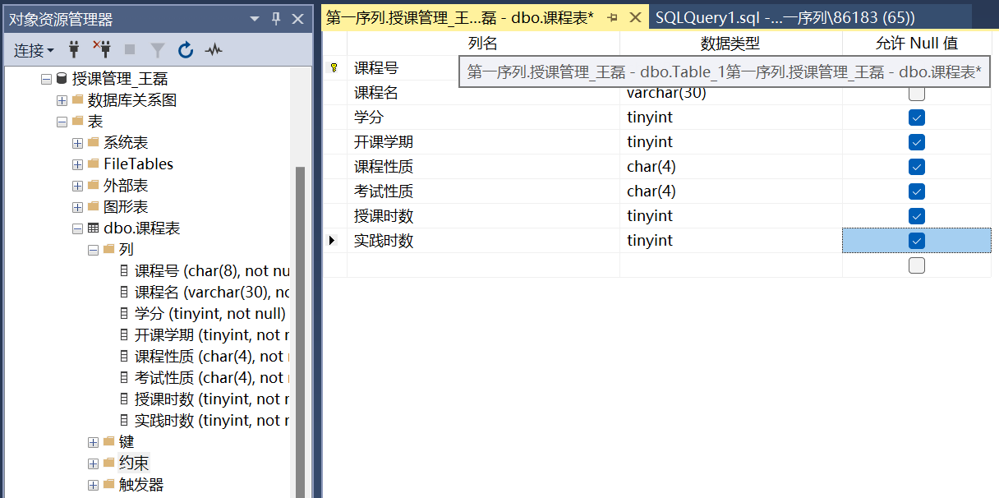 对象资源管理器
连接
授课管理_王磊
数据库关系图
表
系统表
FileTables
外部表
图形表
dbo.课程表
列
课程号 (char(8), not nu
课程名 (varchar(30), no
学分 (tinyint, not null)
开课学期 (tinyint, not
课程性质 (char(4), not
考试性质 (char(4), not
授课时数 (tinyint, not
实践时数 (tinyint, not
键
约束
触发器
第一序列.授课管理_王...磊 - dbo.课程表*
SQLQuery1.sql -...一序列\86183 (65))
列名 数据类型 允许 Null 值
课程号
第一序列.授课管理_王磊 - dbo.Table_1第一序列.授课管理_王磊 - dbo.课程表*
课程名 varchar(30)
学分 tinyint
开课学期 tinyint
课程性质 char(4)
考试性质 char(4)
授课时数 tinyint
实践时数 tinyint